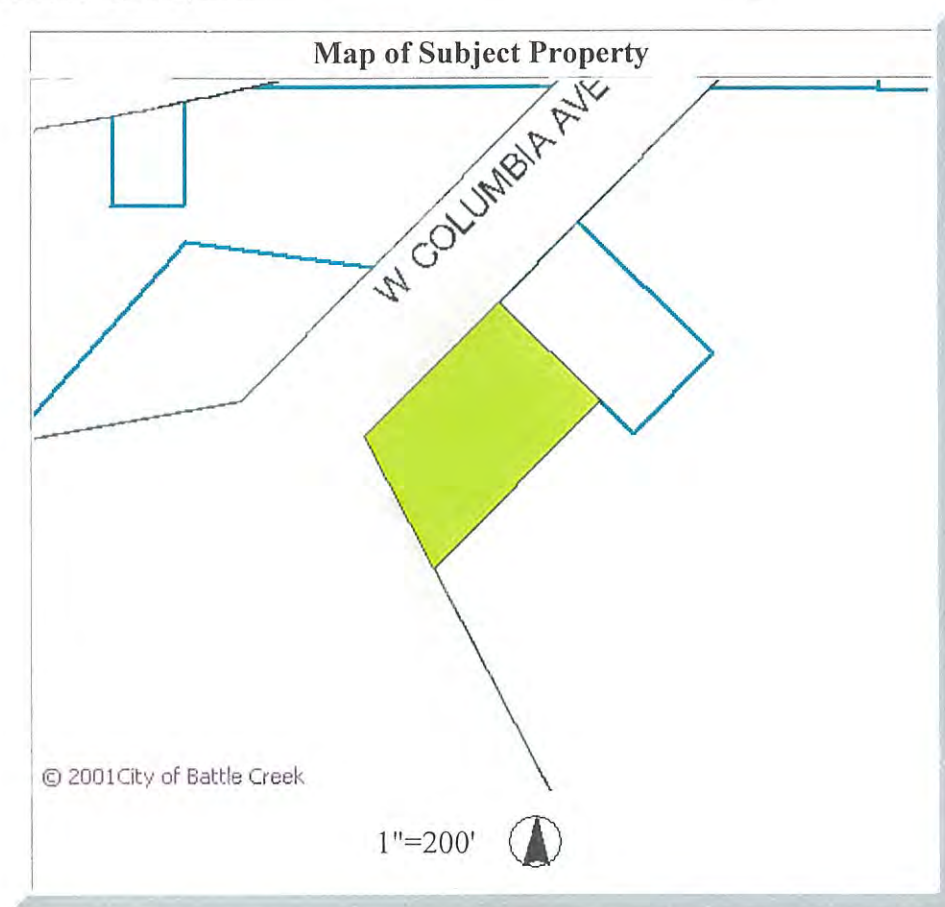 Map of Subject Property
W COLUMBIA AVE
© 2001City of Battle Creek
1"=200'